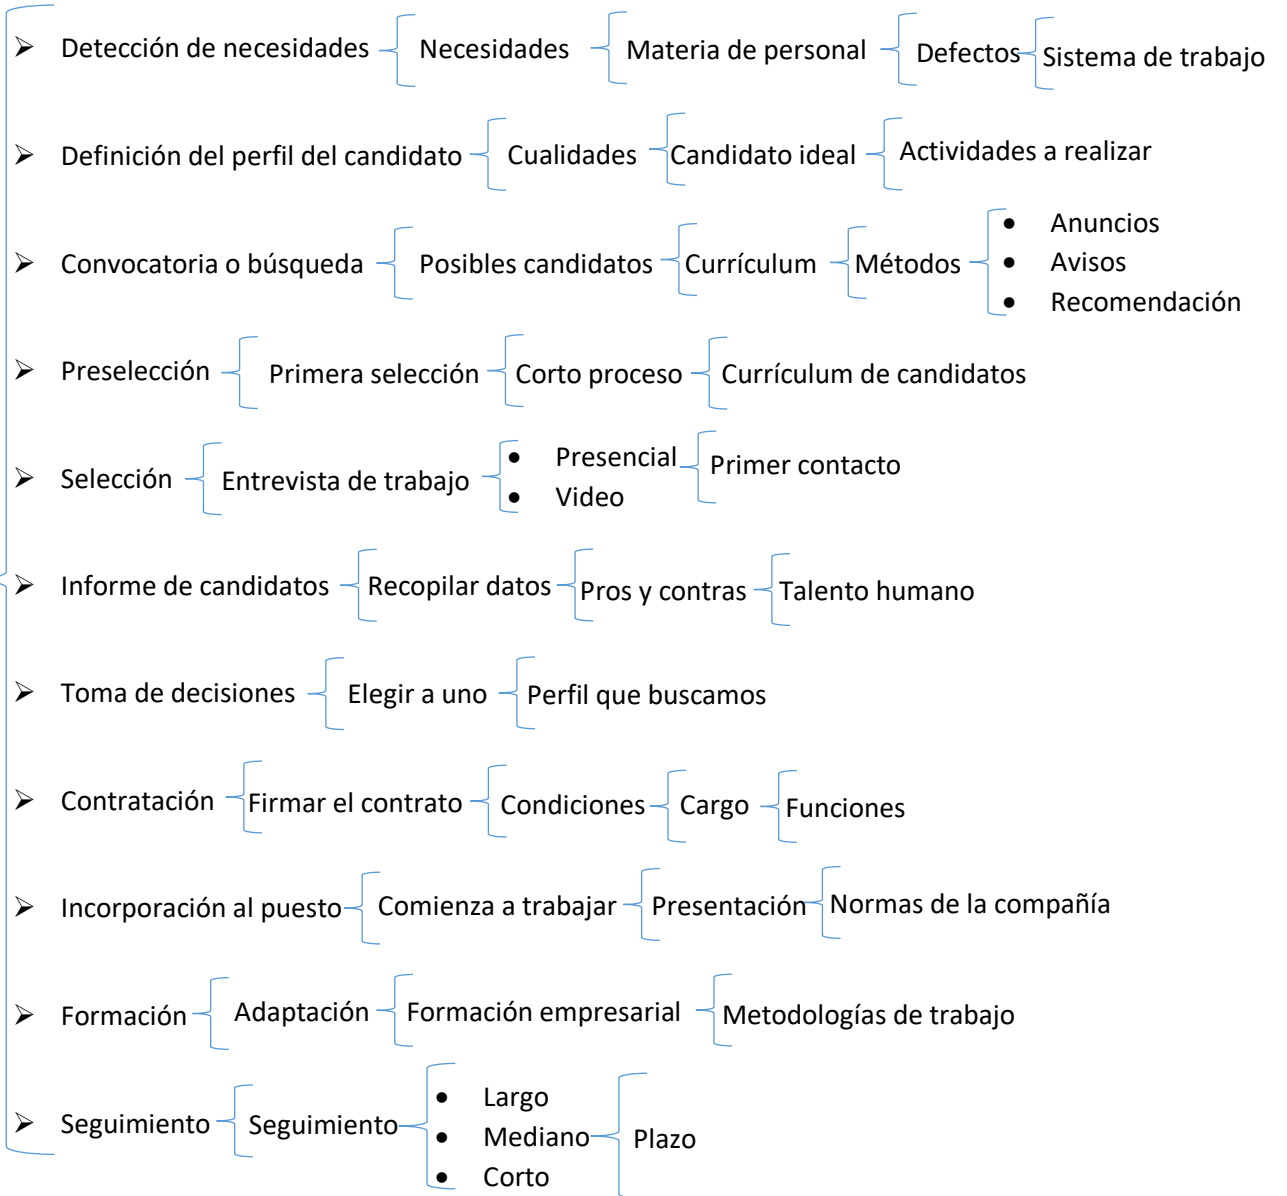 ➢ Detección de necesidades Necesidades Materia de personal Defectos Sistema de trabajo
➢ Definición del perfil del candidato Cualidades Candidato ideal Actividades a realizar
➢ Convocatoria o búsqueda Posibles candidatos Currículum Métodos
• Anuncios
• Avisos
• Recomendación
➢ Preselección Primera selección Corto proceso Currículum de candidatos
➢ Selección Entrevista de trabajo
• Presencial
• Video
Primer contacto
➢ Informe de candidatos Recopilar datos Pros y contras Talento humano
➢ Toma de decisiones Elegir a uno Perfil que buscamos
➢ Contratación Firmar el contrato Condiciones Cargo Funciones
➢ Incorporación al puesto Comienza a trabajar Presentación Normas de la compañía
➢ Formación Adaptación Formación empresarial Metodologías de trabajo
➢ Seguimiento Seguimiento
• Largo
• Mediano
• Corto
Plazo